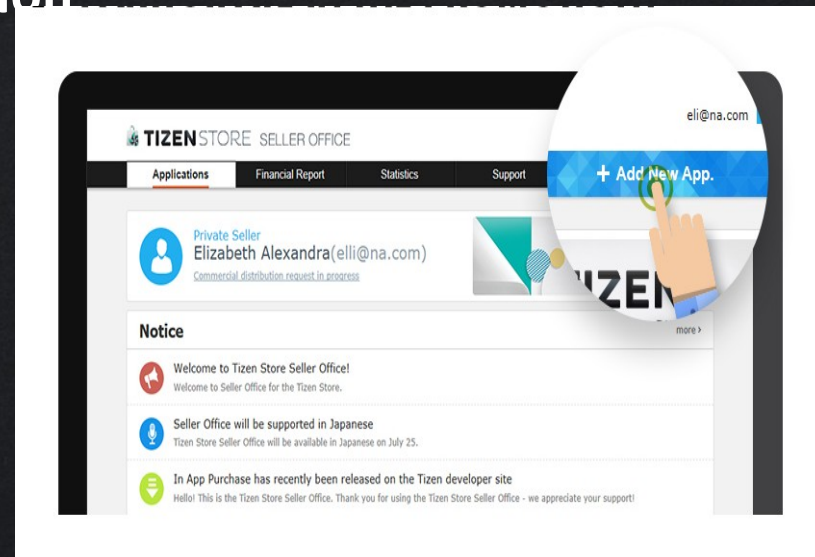 eli@na.com
TIZEN STORE SELLER OFFICE
Applications Financial Report Statistics Support
+ Add New App.
Private Seller
Elizabeth Alexandra(elli@na.com)
Commercial distribution request in progress
Notice
more >
Welcome to Tizen Store Seller Office!
Welcome to Seller Office for the Tizen Store.
Seller Office will be supported in Japanese
Tizen Store Seller Office will be available in Japanese on July 25.
In App Purchase has recently been released on the Tizen developer site
Hello! This is the Tizen Store Seller Office. Thank you for using the Tizen Store Seller Office - we appreciate your support!